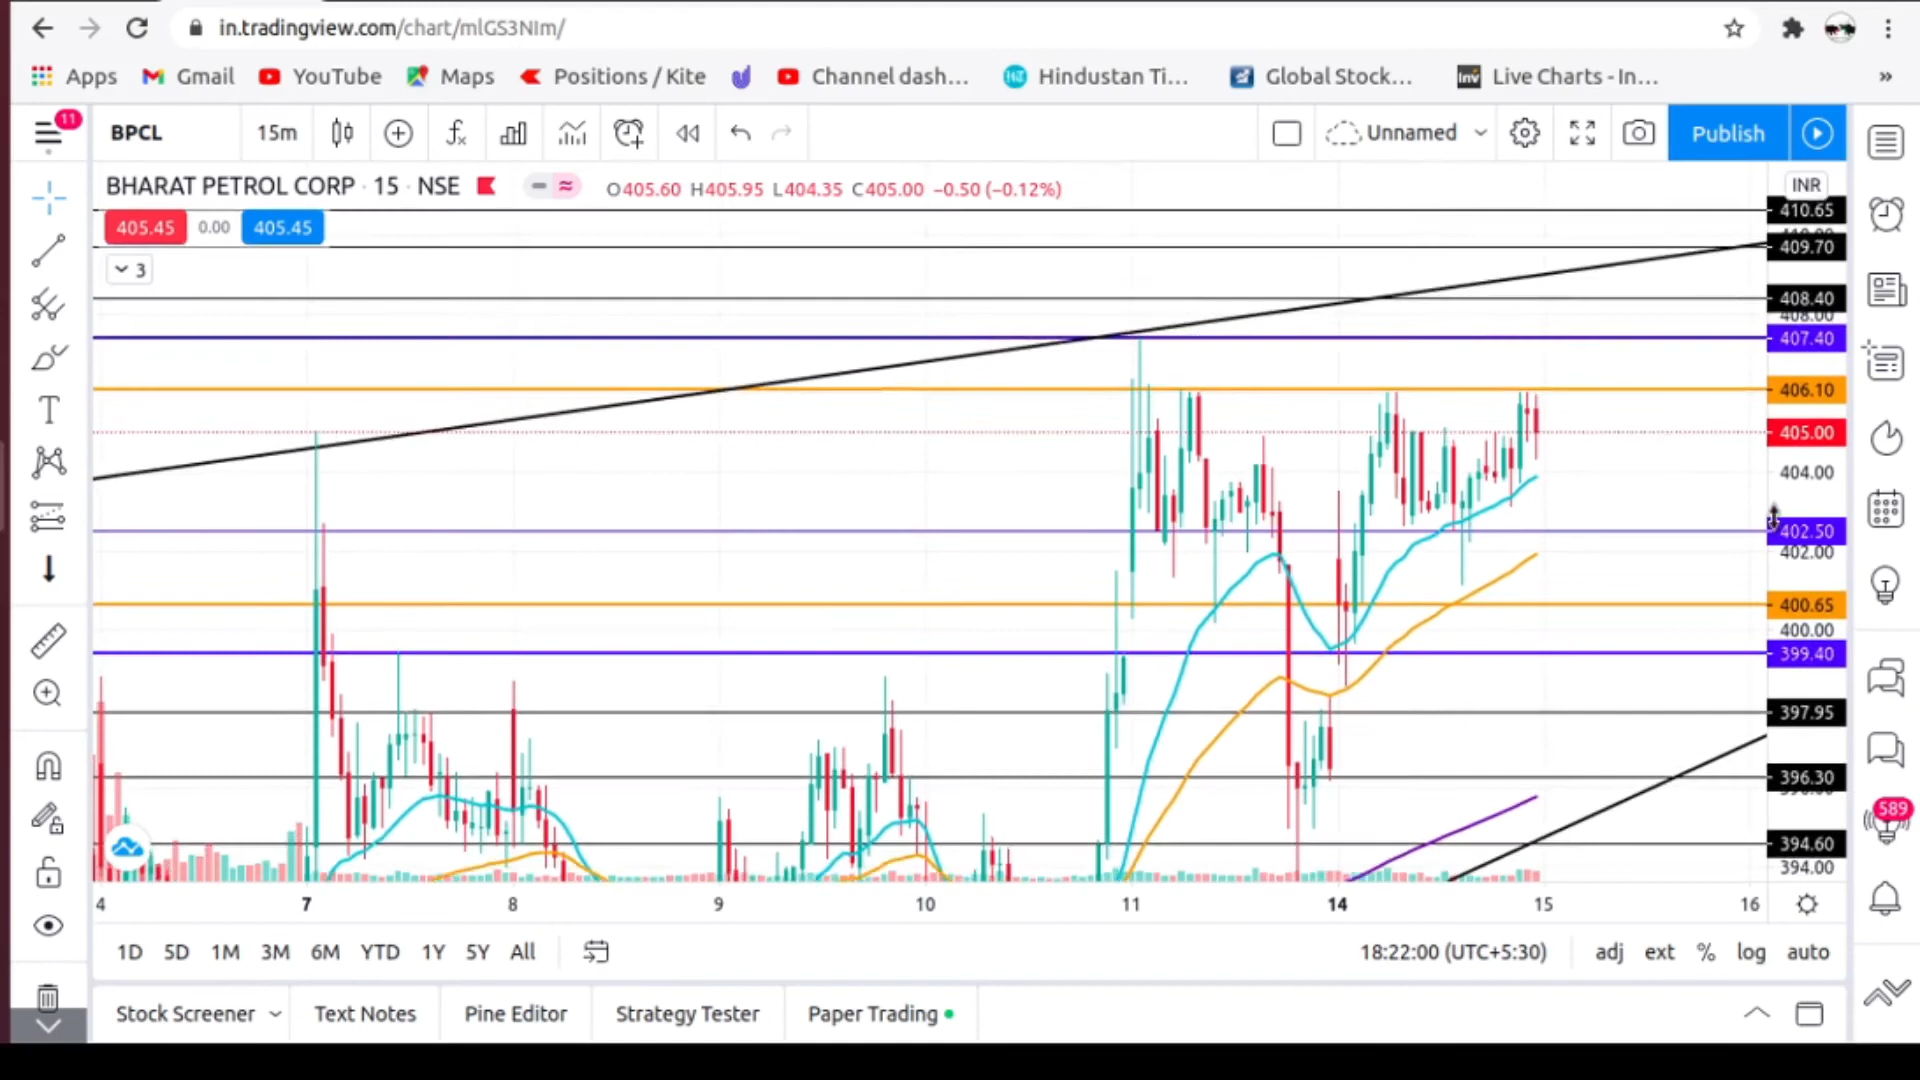 in.tradingview.com/chart/mlGS3NIm/
Apps Gmail YouTube Maps Positions / Kite Channel dash... Hindustan Ti... Global Stock... Live Charts - In... »
11
BPCL 15m Unnamed Publish
BHARAT PETROL CORP · 15 · NSE O405.60 H405.95 L404.35 C405.00 −0.50 (−0.12%) INR
405.45 0.00 405.45
3
410.65
409.70
408.40
408.00
407.40
406.10
405.00
404.00
402.50
402.00
400.65
400.00
399.40
397.95
396.30
394.60
394.00
589
4 7 8 9 10 11 14 15 16
1D 5D 1M 3M 6M YTD 1Y 5Y All 18:22:00 (UTC+5:30) adj ext % log auto
Stock Screener Text Notes Pine Editor Strategy Tester Paper Trading